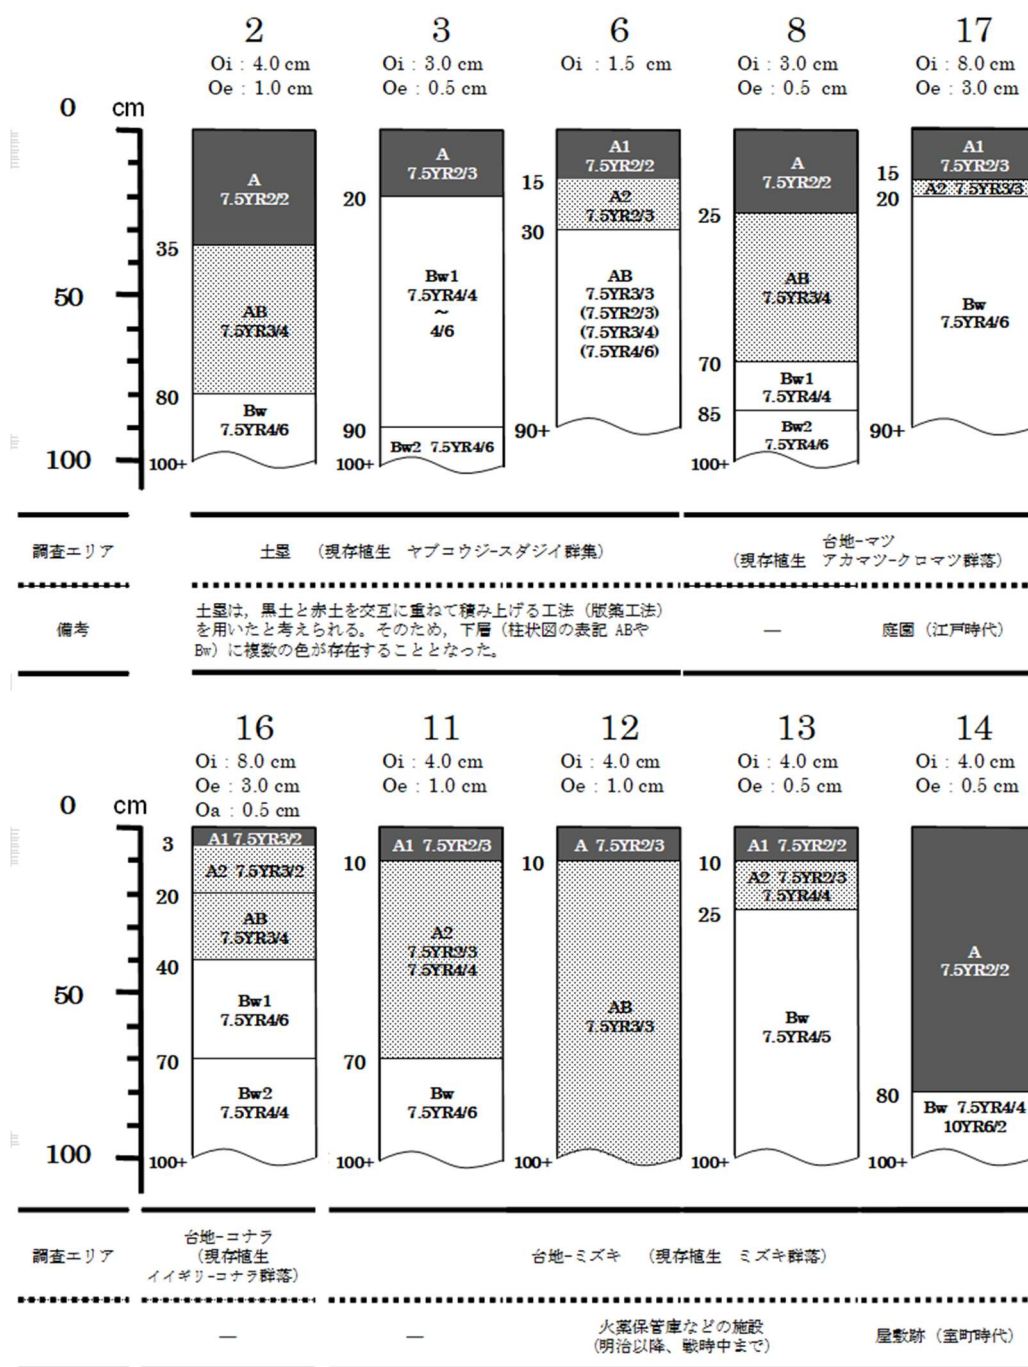 2
Oi : 4.0 cm
Oe : 1.0 cm
3
Oi : 3.0 cm
Oe : 0.5 cm
6
Oi : 1.5 cm
8
Oi : 3.0 cm
Oe : 0.5 cm
17
Oi : 8.0 cm
Oe : 3.0 cm
0 cm
50
100
A
7.5YR2/2
35
AB
7.5YR3/4
80
Bw
7.5YR4/6
100+
A
7.5YR2/3
20
Bw1
7.5YR4/4
~
4/6
90
Bw2 7.5YR4/6
100+
A1
7.5YR2/2
15
A2
7.5YR2/3
30
AB
7.5YR3/3
(7.5YR2/3)
(7.5YR3/4)
(7.5YR4/6)
90+
A
7.5YR2/2
25
AB
7.5YR3/4
70
Bw1
7.5YR4/4
85
Bw2
7.5YR4/6
100+
A1
7.5YR2/3
15
A2 7.5YR3/3
20
Bw
7.5YR4/6
90+
調査エリア
土塁 (現存植生 ヤブコウジ-スダジイ群集)
台地-マツ
(現存植生 アカマツ-クロマツ群落)
備考
土塁は，黒土と赤土を交互に重ねて積み上げる工法（版築工法）
を用いたと考えられる。そのため，下層（柱状図の表記 ABや
Bw）に複数の色が存在することとなった。
—
庭園（江戸時代）
16
Oi : 8.0 cm
Oe : 3.0 cm
Oa : 0.5 cm
11
Oi : 4.0 cm
Oe : 1.0 cm
12
Oi : 4.0 cm
Oe : 1.0 cm
13
Oi : 4.0 cm
Oe : 0.5 cm
14
Oi : 4.0 cm
Oe : 0.5 cm
0 cm
50
100
A1 7.5YR3/2
3
A2 7.5YR3/2
20
AB
7.5YR3/4
40
Bw1
7.5YR4/6
70
Bw2
7.5YR4/4
100+
A1 7.5YR2/3
10
A2
7.5YR2/3
7.5YR4/4
70
Bw
7.5YR4/6
100+
A 7.5YR2/3
10
AB
7.5YR3/3
100+
A1 7.5YR2/2
10
A2 7.5YR2/3
7.5YR4/4
25
Bw
7.5YR4/5
100+
A
7.5YR2/2
80
Bw 7.5YR4/4
10YR6/2
100+
調査エリア
台地-コナラ
(現存植生
イイギリ-コナラ群落)
台地-ミズキ (現存植生 ミズキ群落)
—
—
火薬保管庫などの施設
(明治以降、戦時中まで)
屋敷跡（室町時代）